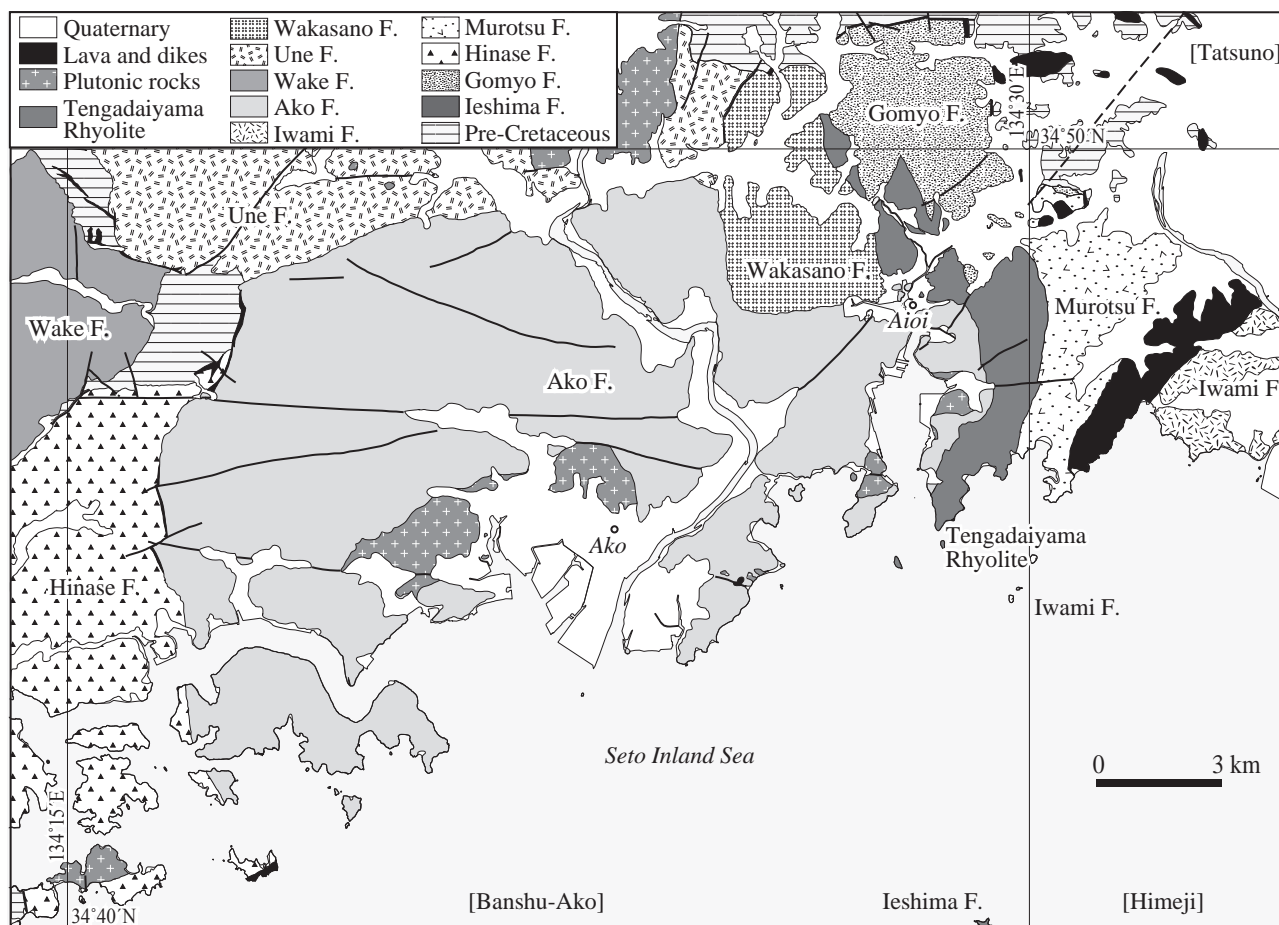 Quaternary
Lava and dikes
Plutonic rocks
Tengadaiyama
Rhyolite
Wakasano F.
Une F.
Wake F.
Ako F.
Iwami F.
Murotsu F.
Hinase F.
Gomyo F.
Ieshima F.
Pre-Cretaceous
[Tatsuno]
134˚30´E
34˚50´N
Gomyo F.
Une F.
Wakasano F.
Murotsu F.
Aioi
Wake F.
Ako F.
Iwami F.
Ako
Tengadaiyama
Rhyolite
Hinase F.
Iwami F.
Seto Inland Sea
0 3 km
134˚15´E
34˚40´N
[Banshu-Ako]
Ieshima F.
[Himeji]